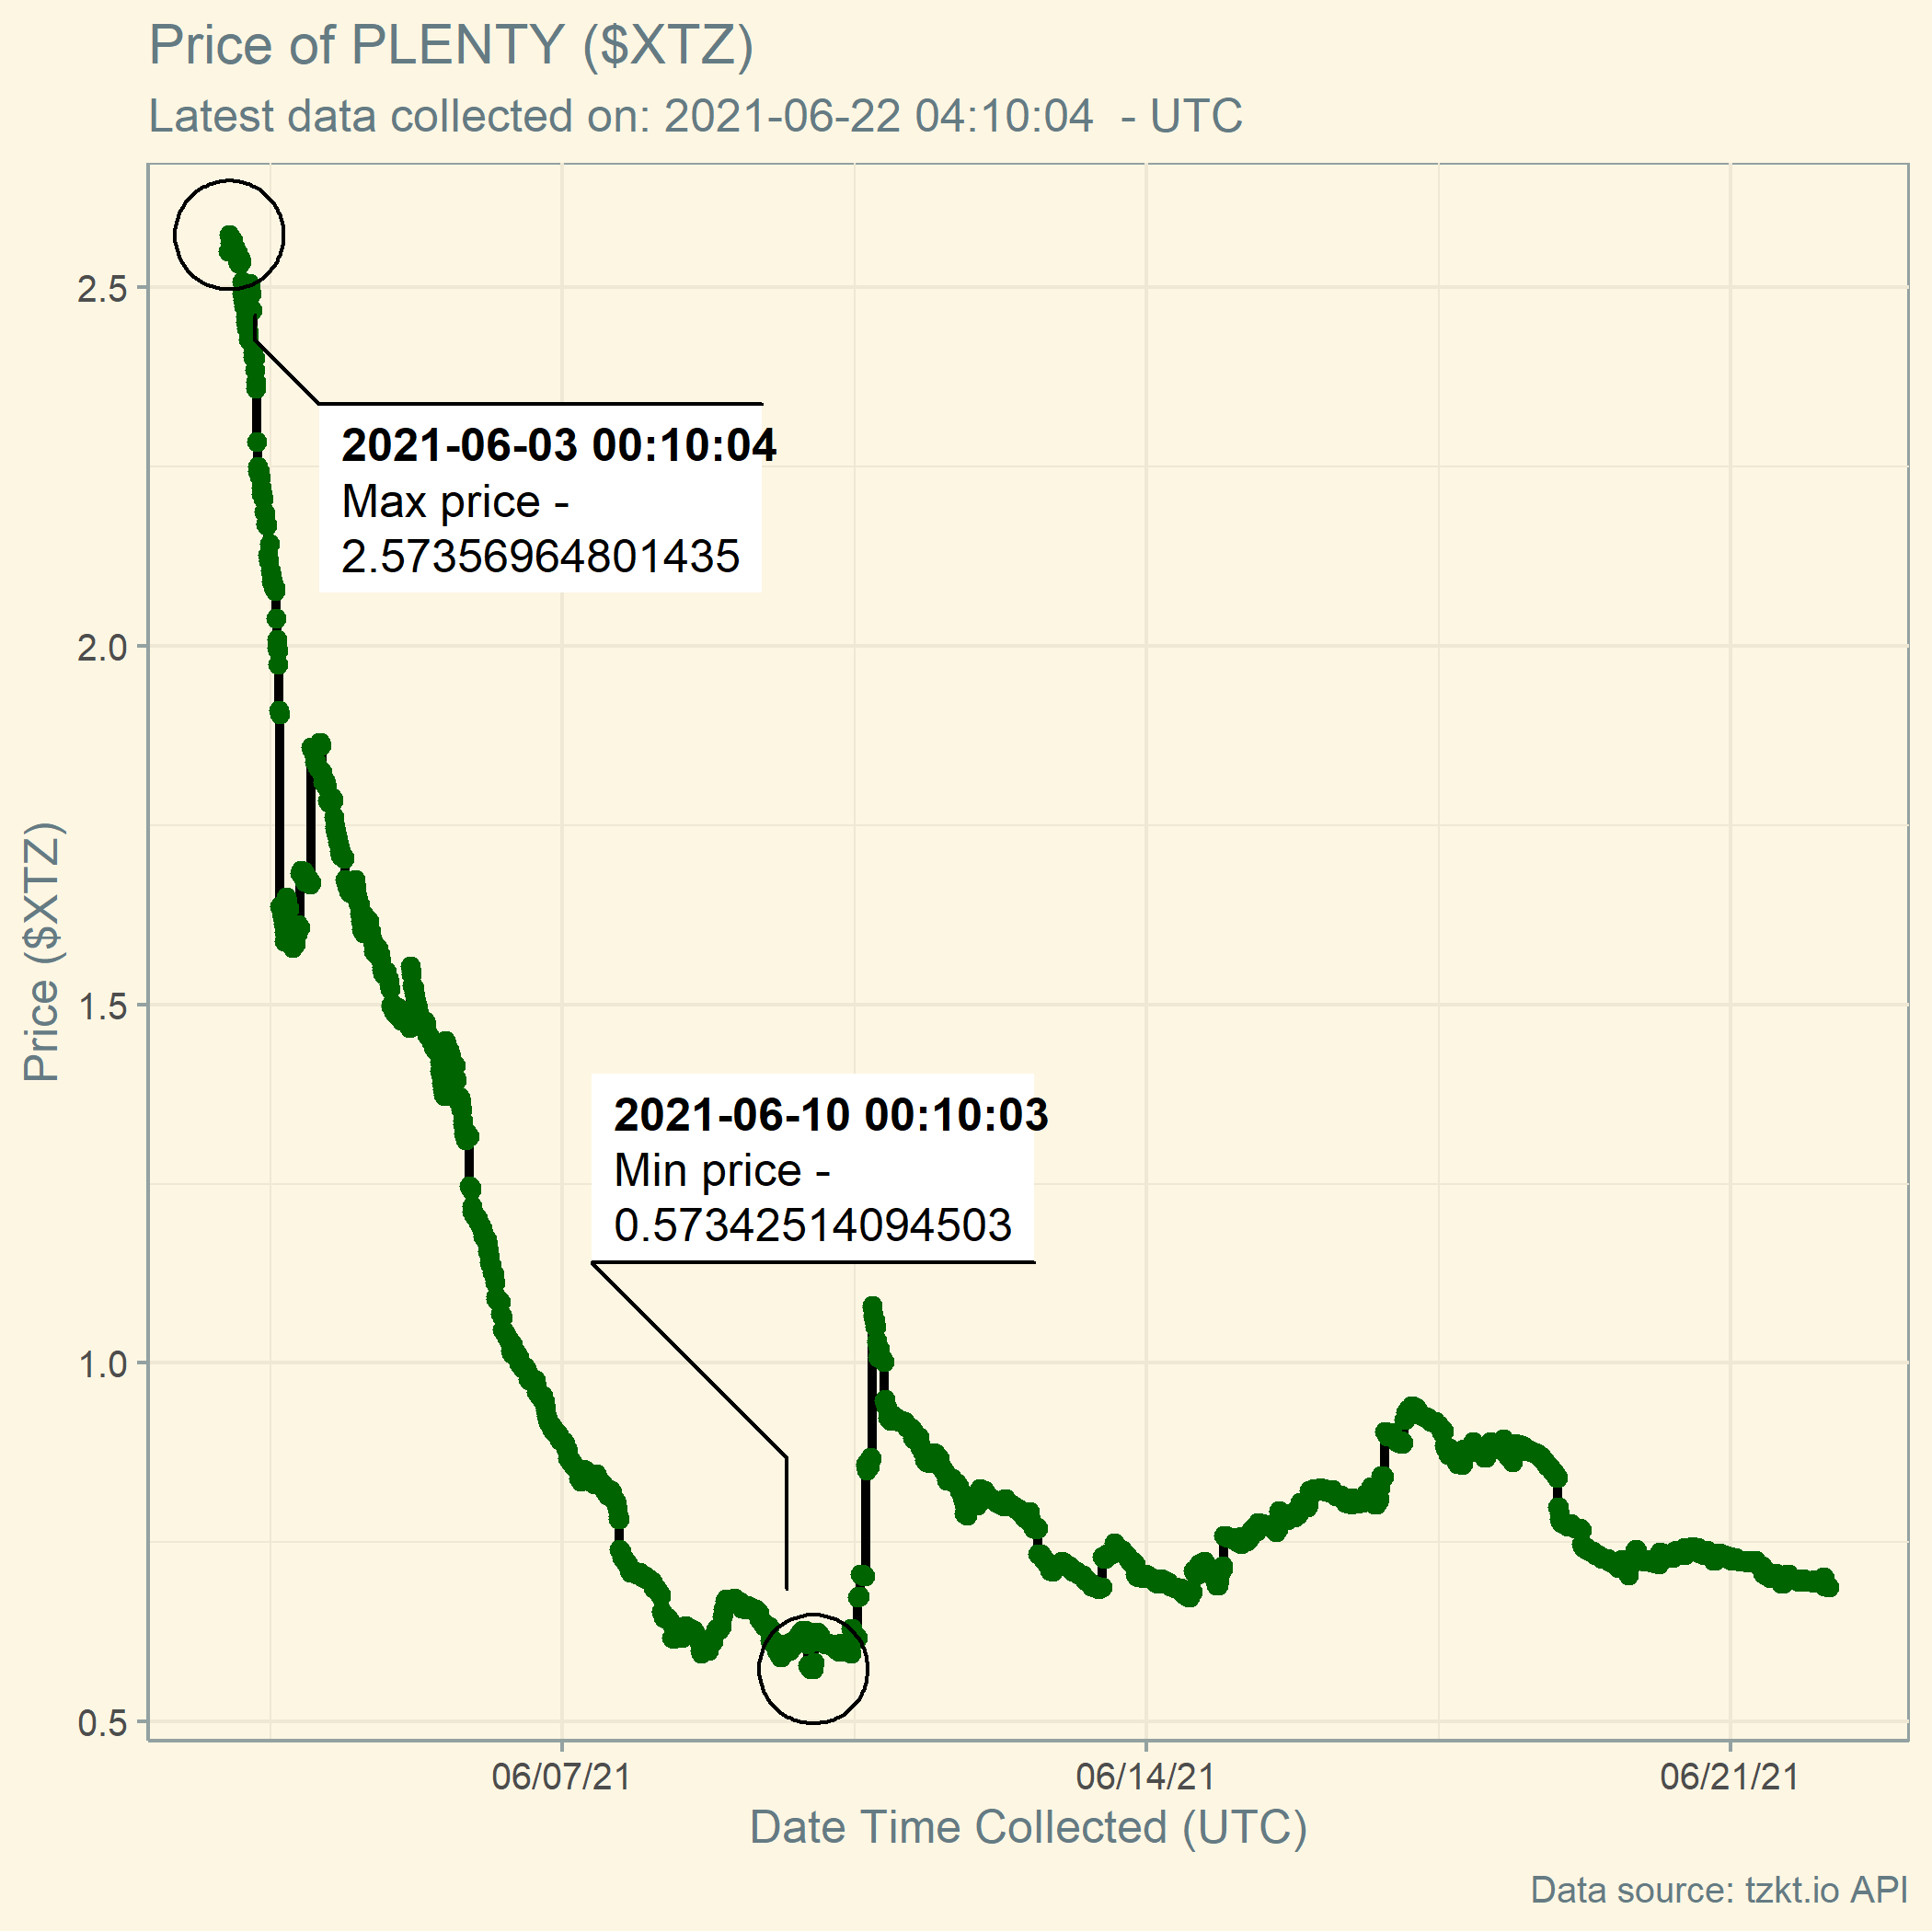 Price of PLENTY ($XTZ)
Latest data collected on: 2021-06-22 04:10:04  - UTC
2.5
2.0
1.5
1.0
0.5
Price ($XTZ)
2021-06-03 00:10:04
Max price -
2.57356964801435
2021-06-10 00:10:03
Min price -
0.57342514094503
06/07/21
06/14/21
06/21/21
Date Time Collected (UTC)
Data source: tzkt.io API